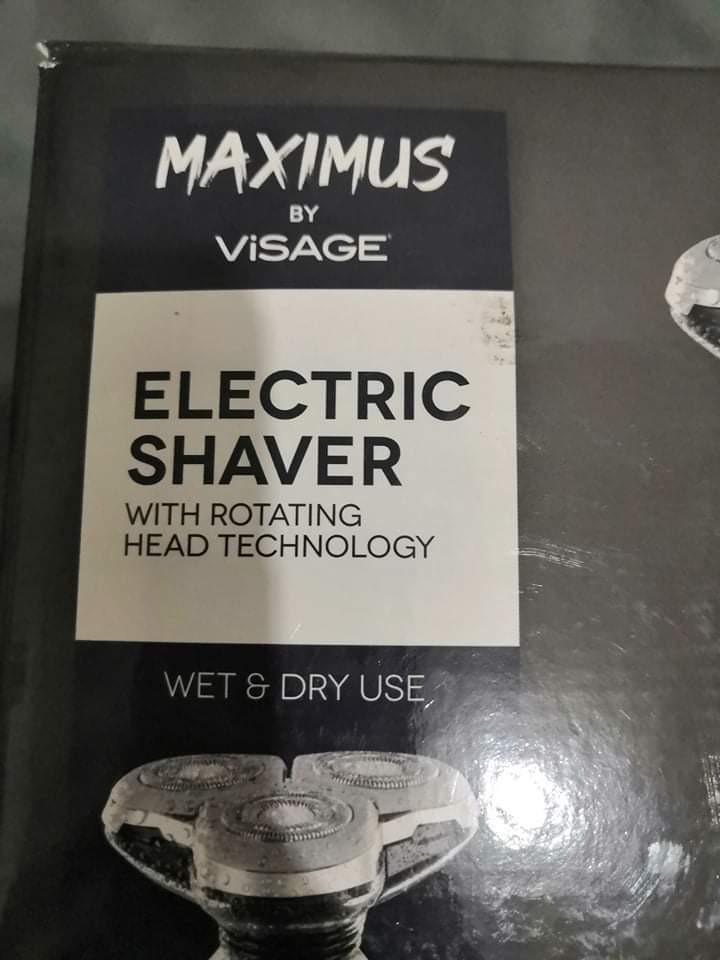 MAXIMUS
BY
ViSAGE
ELECTRIC
SHAVER
WITH ROTATING
HEAD TECHNOLOGY
WET & DRY USE